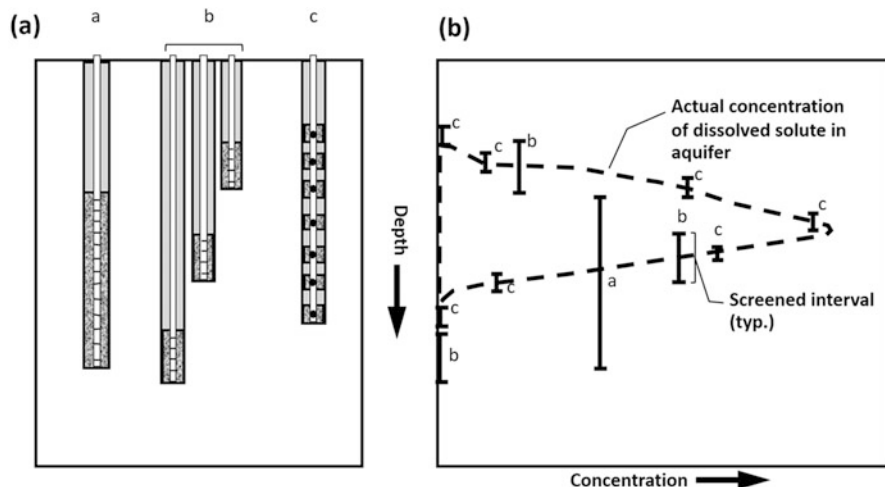 (a)
a
b
c
(b)
Actual concentration
of dissolved solute in
aquifer
c
c
b
c
c
b
c
Depth
c
a
Screened interval
(typ.)
c
b
Concentration